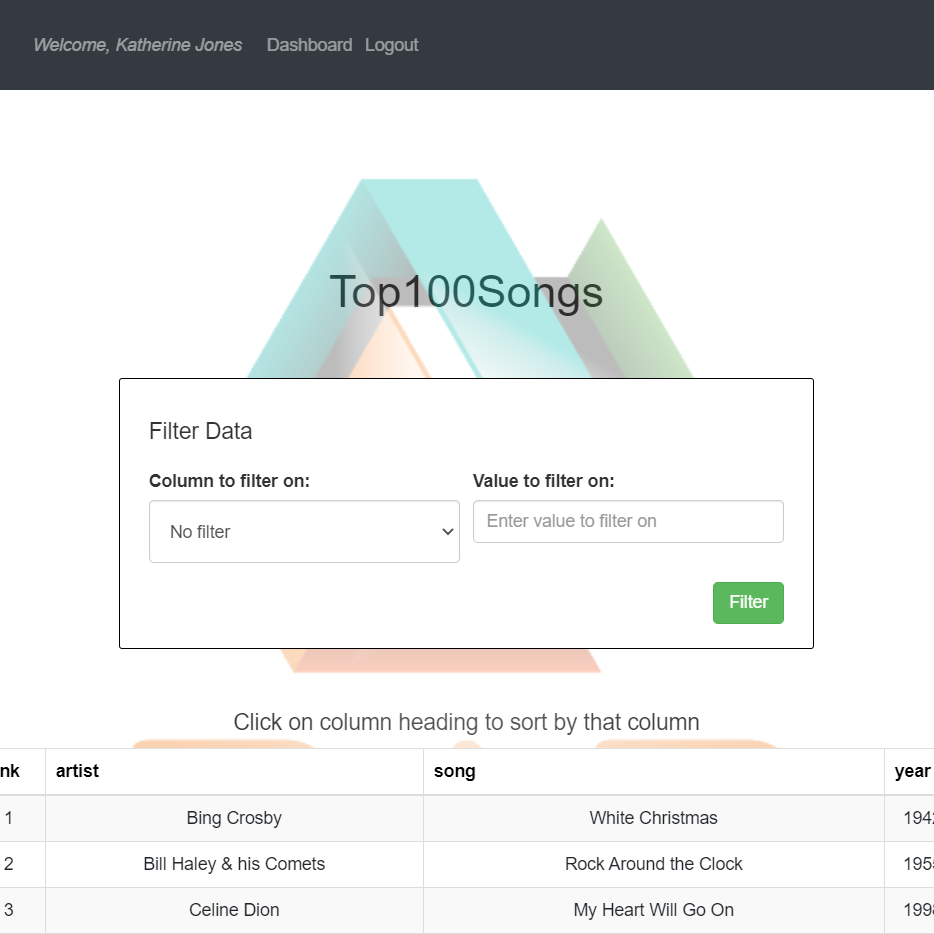 Welcome, Katherine Jones Dashboard Logout
Top100Songs
Filter Data
Column to filter on: Value to filter on:
No filter Enter value to filter on
Filter
Click on column heading to sort by that column
nk artist song year
1 Bing Crosby White Christmas 194
2 Bill Haley & his Comets Rock Around the Clock 195
3 Celine Dion My Heart Will Go On 199